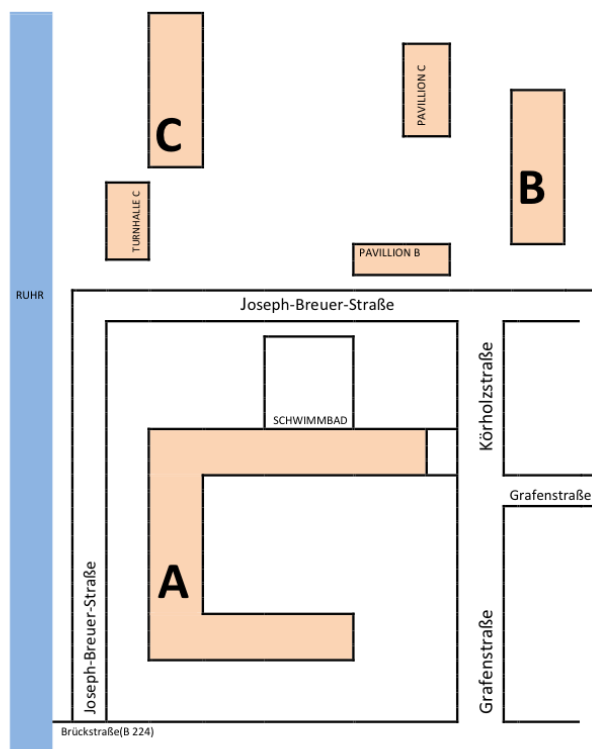 PAVILLION C
C
B
TURNHALLE C
PAVILLION B
RUHR
Joseph-Breuer-Straße
Körholzstraße
SCHWIMMBAD
Grafenstraße
A
Joseph-Breuer-Straße
Grafenstraße
Brückstraße(B 224)